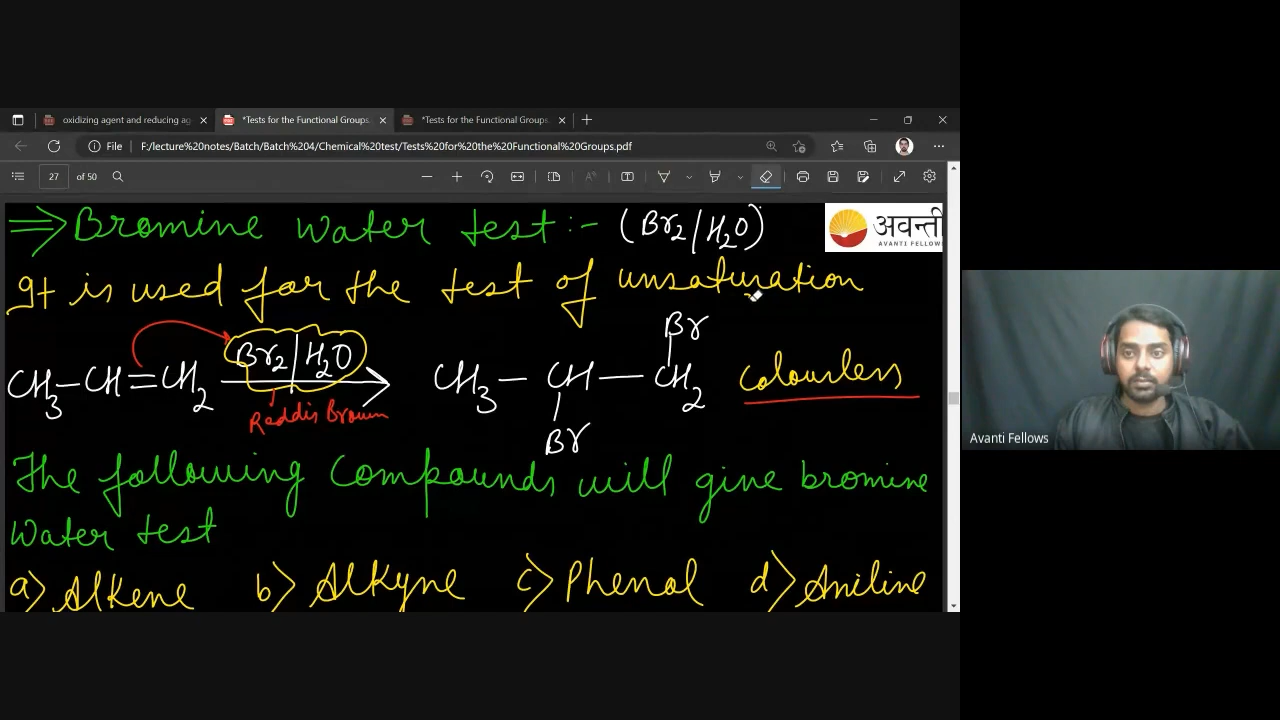 oxidizing agent and reducing ag
*Tests for the Functional Groups.
*Tests for the Functional Groups.
File
F:/lecture%20notes/Batch/Batch%204/Chemical%20test/Tests%20for%20the%20Functional%20Groups.pdf
27 of 50
⇒ Bromine water test :- (Br2/H2O)
अवन्ती
AVANTI FELLOWS
It is used for the test of unsaturation
CH3–CH=CH2 Br2/H2O → CH3–CH–CH2 colourless
Br
Reddis Brown
Br
The following compounds will give bromine
water test
a) Alkene b) Alkyne c) Phenol d) Aniline
Avanti Fellows